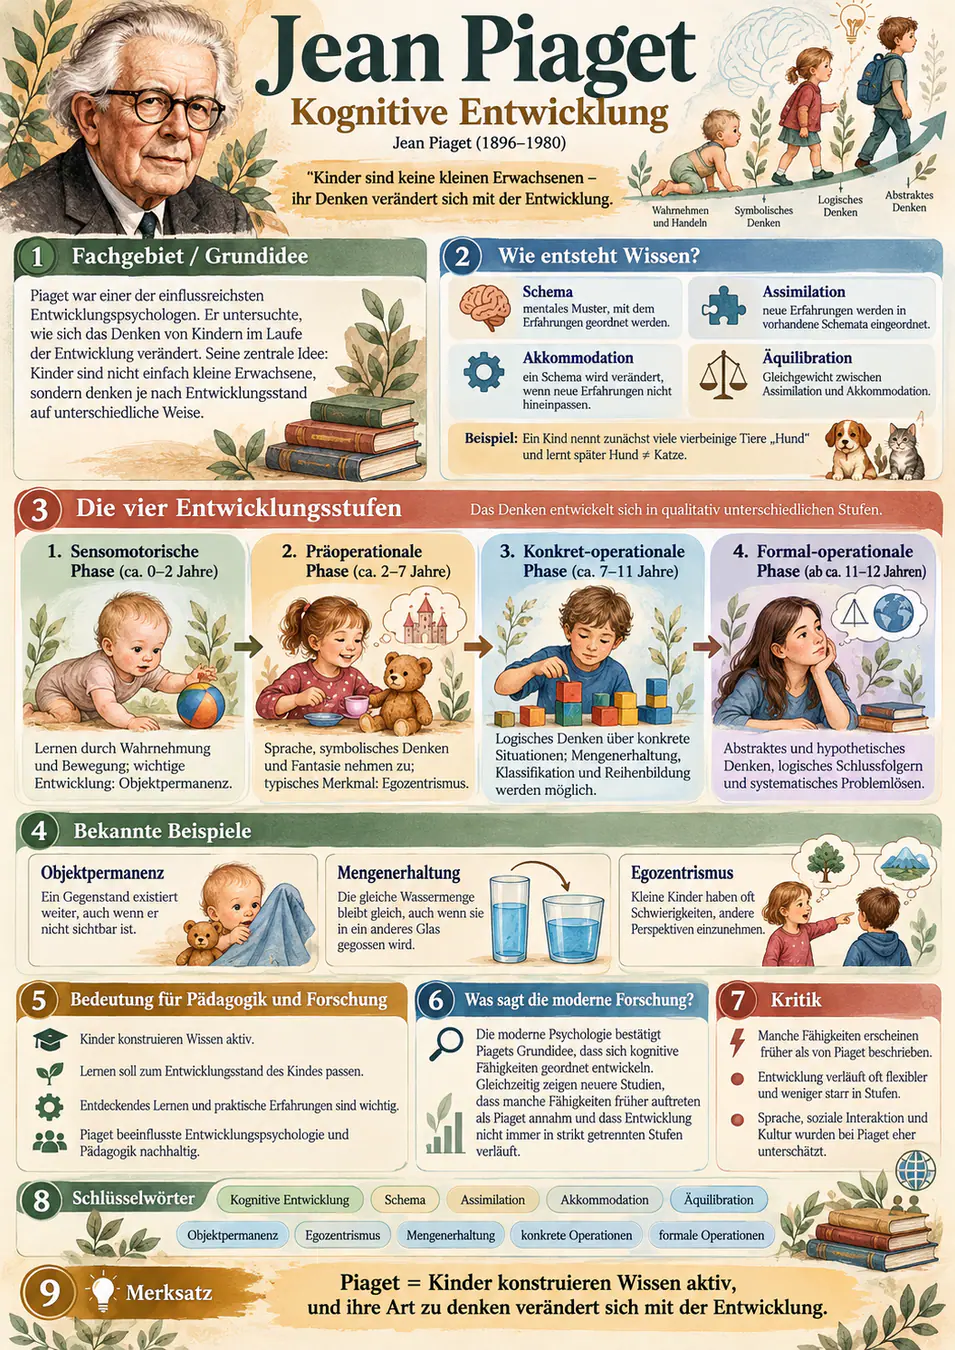 Jean Piaget
Kognitive Entwicklung
Jean Piaget (1896–1980)
"Kinder sind keine kleinen Erwachsenen –
ihr Denken verändert sich mit der Entwicklung.
Wahrnehmen
und Handeln
Symbolisches
Denken
Logisches
Denken
Abstraktes
Denken
1 Fachgebiet / Grundidee
Piaget war einer der einflussreichsten
Entwicklungspsychologen. Er untersuchte,
wie sich das Denken von Kindern im Laufe
der Entwicklung verändert. Seine zentrale Idee:
Kinder sind nicht einfach kleine Erwachsene,
sondern denken je nach Entwicklungsstand
auf unterschiedliche Weise.
2 Wie entsteht Wissen?
Schema
mentales Muster, mit dem
Erfahrungen geordnet werden.
Assimilation
neue Erfahrungen werden in
vorhandene Schemata eingeordnet.
Akkommodation
ein Schema wird verändert,
wenn neue Erfahrungen nicht
hineinpassen.
Äquilibration
Gleichgewicht zwischen
Assimilation und Akkommodation.
Beispiel: Ein Kind nennt zunächst viele vierbeinige Tiere „Hund“
und lernt später Hund ≠ Katze.
3 Die vier Entwicklungsstufen
Das Denken entwickelt sich in qualitativ unterschiedlichen Stufen.
1. Sensomotorische
Phase (ca. 0–2 Jahre)
Lernen durch Wahrnehmung
und Bewegung; wichtige
Entwicklung: Objektpermanenz.
2. Präoperationale
Phase (ca. 2–7 Jahre)
Sprache, symbolisches Denken
und Fantasie nehmen zu;
typisches Merkmal: Egozentrismus.
3. Konkret-operationale
Phase (ca. 7–11 Jahre)
Logisches Denken über konkrete
Situationen; Mengenerhaltung,
Klassifikation und Reihenbildung
werden möglich.
4. Formal-operationale
Phase (ab ca. 11–12 Jahren)
Abstraktes und hypothetisches
Denken, logisches Schlussfolgern
und systematisches Problemlösen.
4 Bekannte Beispiele
Objektpermanenz
Ein Gegenstand existiert
weiter, auch wenn er
nicht sichtbar ist.
Mengenerhaltung
Die gleiche Wassermenge
bleibt gleich, auch wenn sie
in ein anderes Glas
gegossen wird.
Egozentrismus
Kleine Kinder haben oft
Schwierigkeiten, andere
Perspektiven einzunehmen.
5 Bedeutung für Pädagogik und Forschung
Kinder konstruieren Wissen aktiv.
Lernen soll zum Entwicklungsstand des Kindes passen.
Entdeckendes Lernen und praktische Erfahrungen sind wichtig.
Piaget beeinflusste Entwicklungspsychologie und
Pädagogik nachhaltig.
6 Was sagt die moderne Forschung?
Die moderne Psychologie bestätigt
Piagets Grundidee, dass sich kognitive
Fähigkeiten geordnet entwickeln.
Gleichzeitig zeigen neuere Studien,
dass manche Fähigkeiten früher auftreten
als Piaget annahm und dass Entwicklung
nicht immer in strikt getrennten Stufen
verläuft.
7 Kritik
Manche Fähigkeiten erscheinen
früher als von Piaget beschrieben.
Entwicklung verläuft oft flexibler
und weniger starr in Stufen.
Sprache, soziale Interaktion und
Kultur wurden bei Piaget eher
unterschätzt.
8 Schlüsselwörter
Kognitive Entwicklung
Schema
Assimilation
Akkommodation
Äquilibration
Objektpermanenz
Egozentrismus
Mengenerhaltung
konkrete Operationen
formale Operationen
9 Merksatz
Piaget = Kinder konstruieren Wissen aktiv,
und ihre Art zu denken verändert sich mit der Entwicklung.